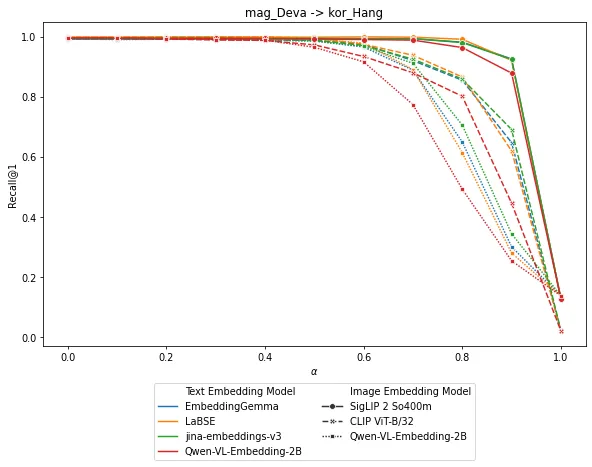 mag_Deva -> kor_Hang
1.0
0.8
0.6
0.4
0.2
0.0
Recall@1
0.0 0.2 0.4 0.6 0.8 1.0
α
Text Embedding Model
EmbeddingGemma
LaBSE
jina-embeddings-v3
Qwen-VL-Embedding-2B
Image Embedding Model
SigLIP 2 So400m
CLIP ViT-B/32
Qwen-VL-Embedding-2B